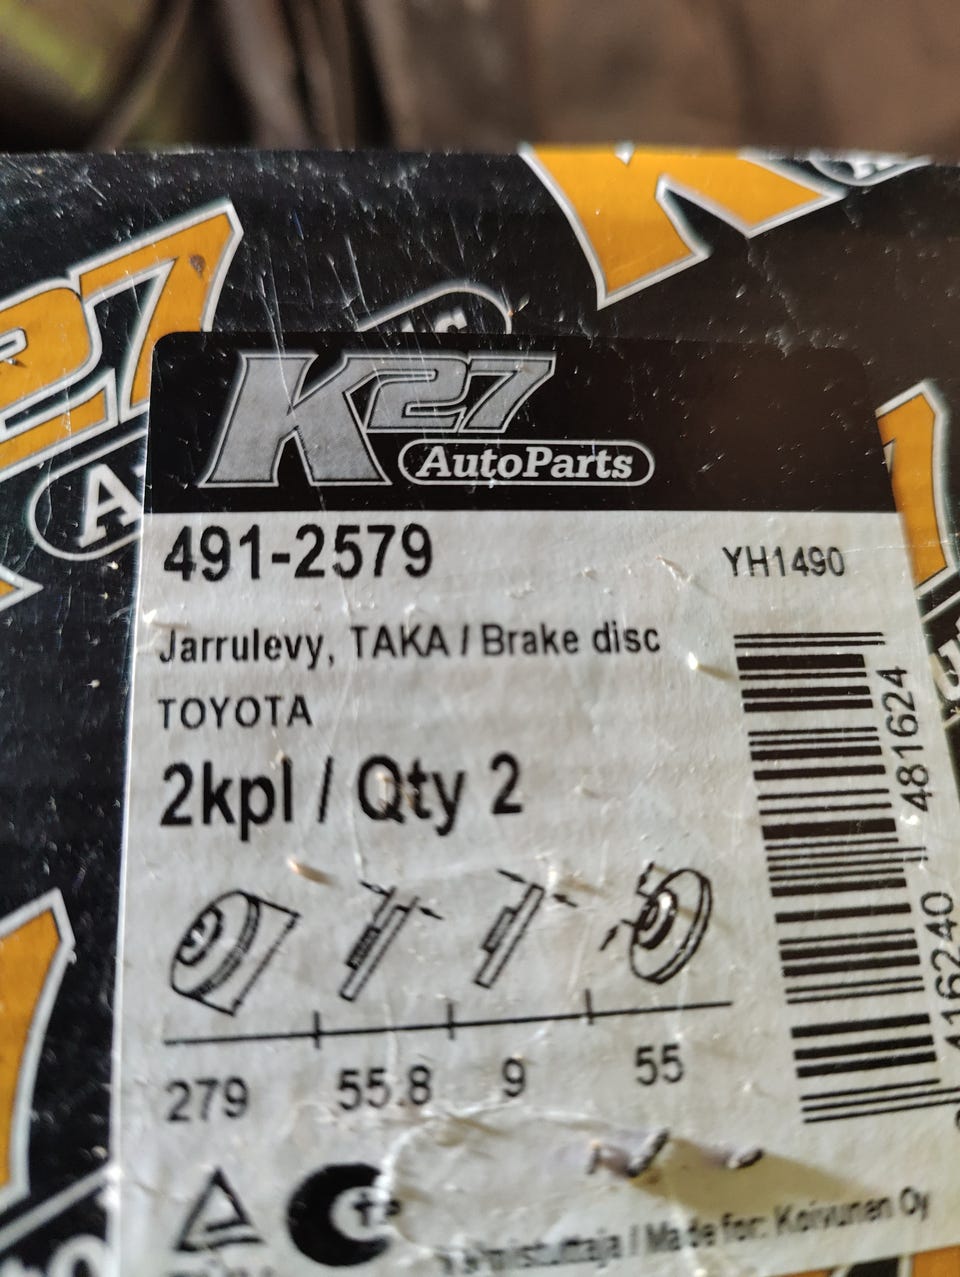 K27
AutoParts
491-2579
YH1490
Jarrulevy, TAKA / Brake disc
TOYOTA
2kpl / Qty 2
481624
416240
279 55.8 9 55
/ Made for: Koivunen Oy